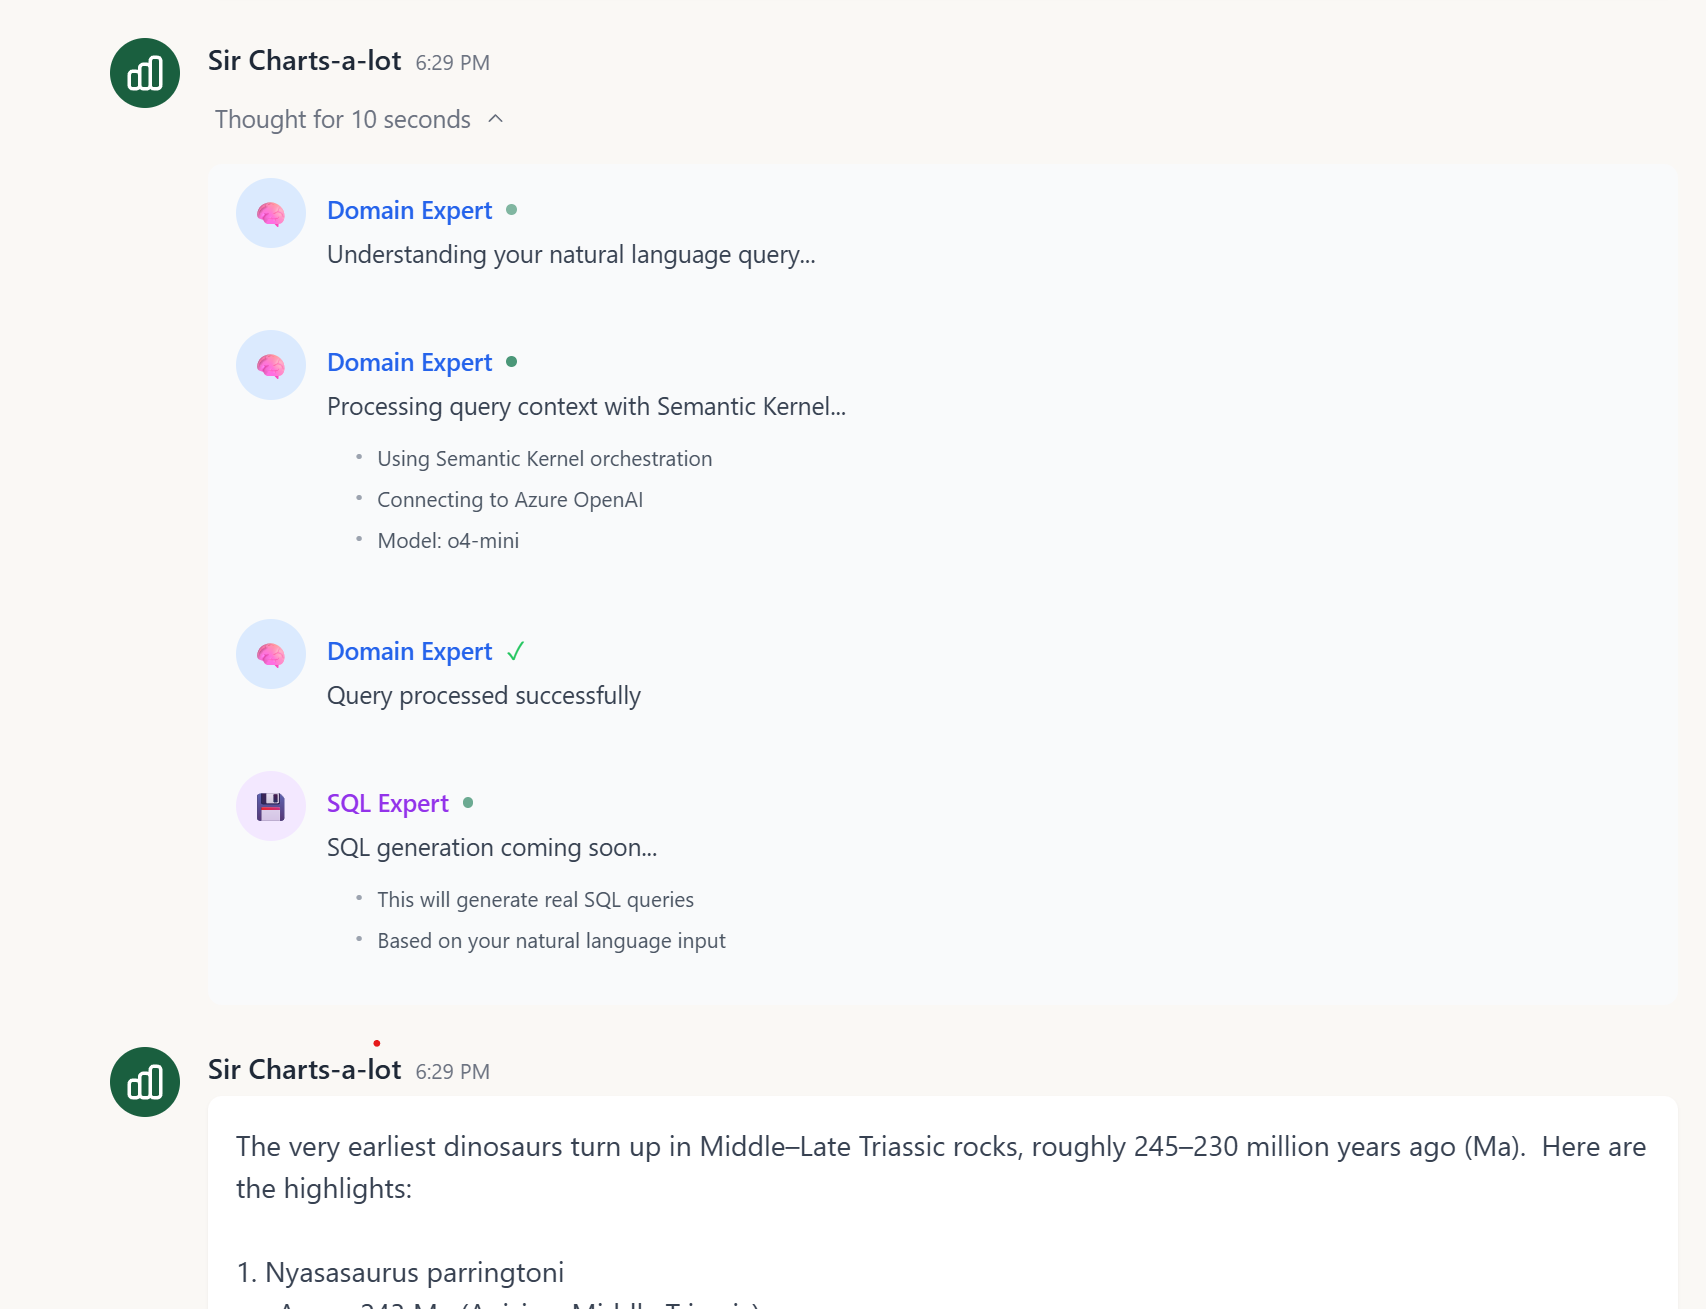 Sir Charts-a-lot 6:29 PM
Thought for 10 seconds
Domain Expert
Understanding your natural language query...
Domain Expert
Processing query context with Semantic Kernel...
• Using Semantic Kernel orchestration
• Connecting to Azure OpenAI
• Model: o4-mini
Domain Expert ✓
Query processed successfully
SQL Expert
SQL generation coming soon...
• This will generate real SQL queries
• Based on your natural language input
Sir Charts-a-lot 6:29 PM
The very earliest dinosaurs turn up in Middle–Late Triassic rocks, roughly 245–230 million years ago (Ma).  Here are
the highlights:
1. Nyasasaurus parringtoni